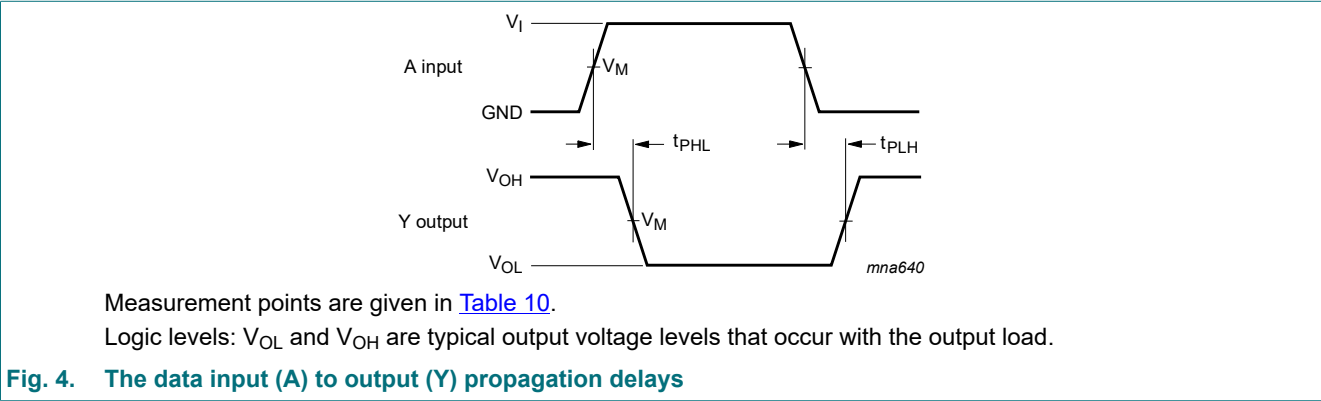 V_I
A input
V_M
GND
t_PHL
t_PLH
V_OH
Y output
V_M
V_OL
mna640
Measurement points are given in Table 10.
Logic levels: V_OL and V_OH are typical output voltage levels that occur with the output load.
Fig. 4. The data input (A) to output (Y) propagation delays